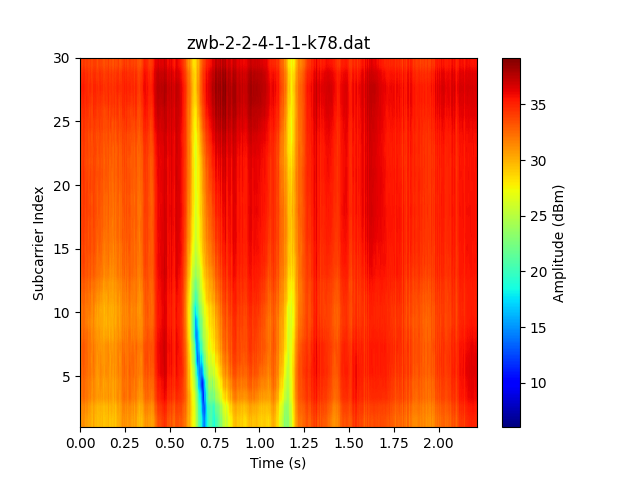 zwb-2-2-4-1-1-k78.dat
30
25
20
15
10
5
Subcarrier Index
0.00 0.25 0.50 0.75 1.00 1.25 1.50 1.75 2.00
Time (s)
35
30
25
20
15
10
Amplitude (dBm)